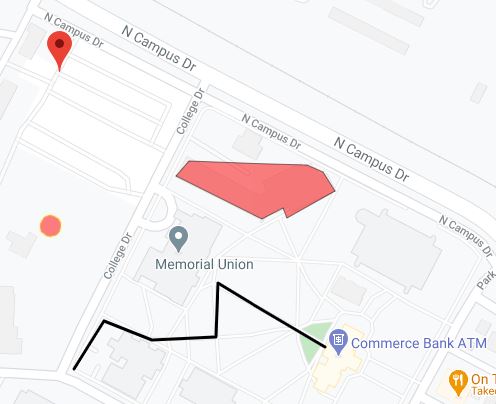 N Campus Dr
N Campus Dr
College Dr
N Campus Dr
N Campus Dr
N Campus Dr
College Dr
Memorial Union
Park
Commerce Bank ATM
On T
Takeo